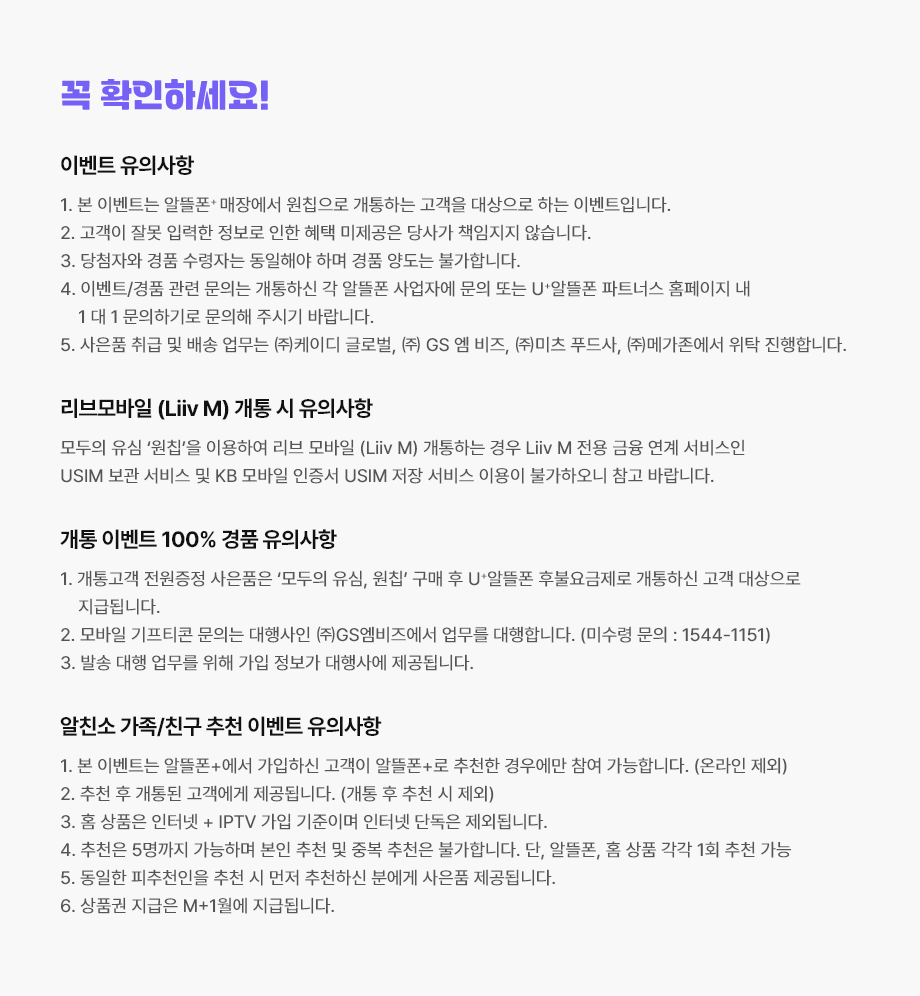 꼭 확인하세요!
이벤트 유의사항
1. 본 이벤트는 알뜰폰⁺ 매장에서 원칩으로 개통하는 고객을 대상으로 하는 이벤트입니다.
2. 고객이 잘못 입력한 정보로 인한 혜택 미제공은 당사가 책임지지 않습니다.
3. 당첨자와 경품 수령자는 동일해야 하며 경품 양도는 불가합니다.
4. 이벤트/경품 관련 문의는 개통하신 각 알뜰폰 사업자에 문의 또는 U⁺알뜰폰 파트너스 홈페이지 내
1 대 1 문의하기로 문의해 주시기 바랍니다.
5. 사은품 취급 및 배송 업무는 ㈜케이디 글로벌, ㈜ GS 엠 비즈, ㈜미츠 푸드사, ㈜메가존에서 위탁 진행합니다.
리브모바일 (Liiv M) 개통 시 유의사항
모두의 유심 ‘원칩’을 이용하여 리브 모바일 (Liiv M) 개통하는 경우 Liiv M 전용 금융 연계 서비스인
USIM 보관 서비스 및 KB 모바일 인증서 USIM 저장 서비스 이용이 불가하오니 참고 바랍니다.
개통 이벤트 100% 경품 유의사항
1. 개통고객 전원증정 사은품은 ‘모두의 유심, 원칩’ 구매 후 U⁺알뜰폰 후불요금제로 개통하신 고객 대상으로
지급됩니다.
2. 모바일 기프티콘 문의는 대행사인 ㈜GS엠비즈에서 업무를 대행합니다. (미수령 문의 : 1544-1151)
3. 발송 대행 업무를 위해 가입 정보가 대행사에 제공됩니다.
알친소 가족/친구 추천 이벤트 유의사항
1. 본 이벤트는 알뜰폰+에서 가입하신 고객이 알뜰폰+로 추천한 경우에만 참여 가능합니다. (온라인 제외)
2. 추천 후 개통된 고객에게 제공됩니다. (개통 후 추천 시 제외)
3. 홈 상품은 인터넷 + IPTV 가입 기준이며 인터넷 단독은 제외됩니다.
4. 추천은 5명까지 가능하며 본인 추천 및 중복 추천은 불가합니다. 단, 알뜰폰, 홈 상품 각각 1회 추천 가능
5. 동일한 피추천인을 추천 시 먼저 추천하신 분에게 사은품 제공됩니다.
6. 상품권 지급은 M+1월에 지급됩니다.